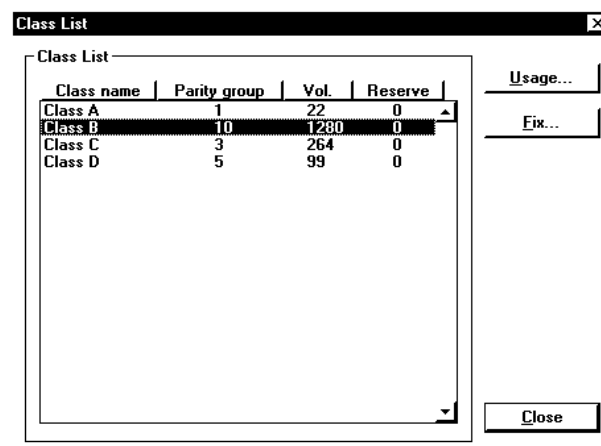 Class List
Class List
Class name Parity group Vol. Reserve
Class A 1 22 0
Class B 10 1280 0
Class C 3 264 0
Class D 5 99 0
Usage...
Fix...
Close